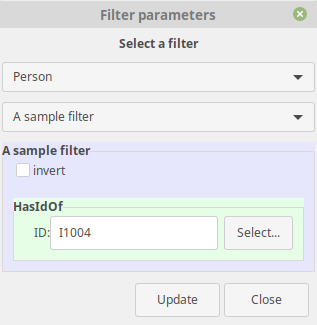 Filter parameters
Select a filter
Person
A sample filter
A sample filter
invert
HasIdOf
ID: I1004 Select...
Update Close